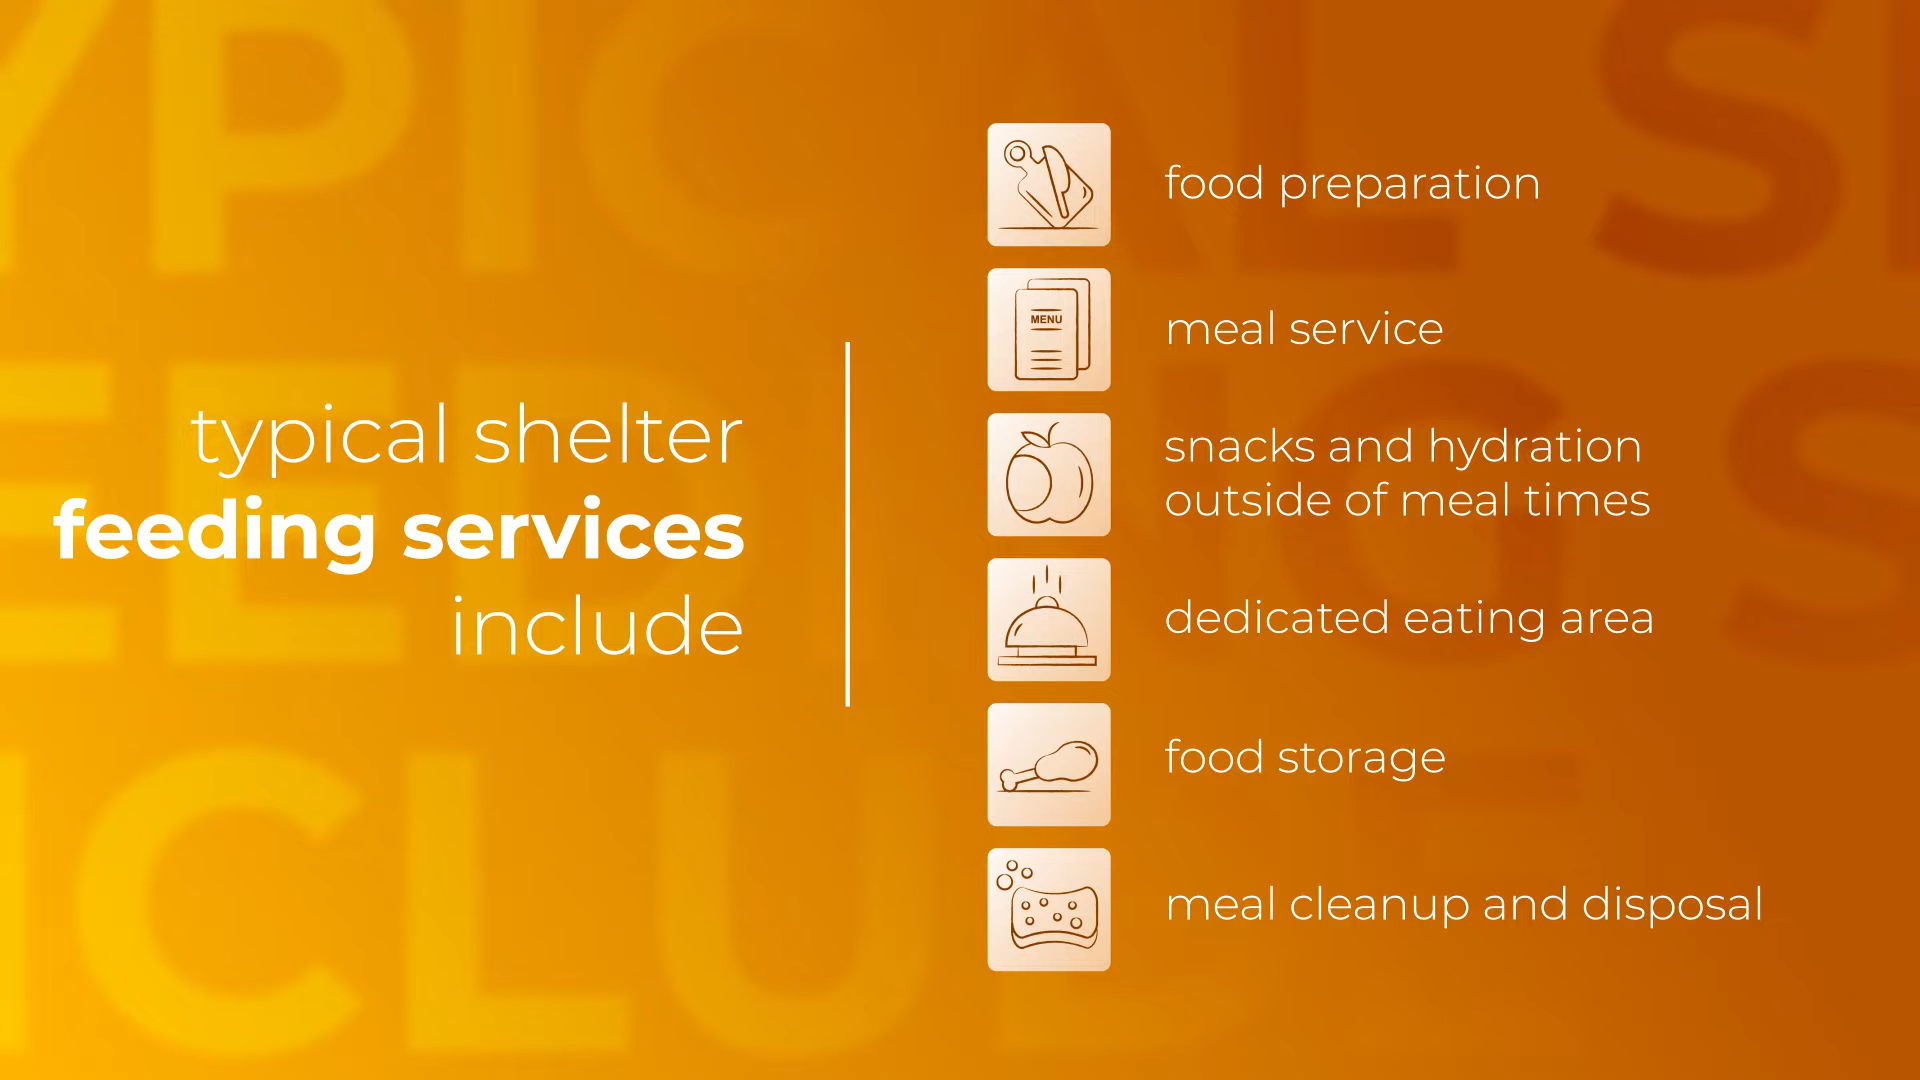 typical shelter
feeding services
include
food preparation
MENU
meal service
snacks and hydration
outside of meal times
dedicated eating area
food storage
meal cleanup and disposal